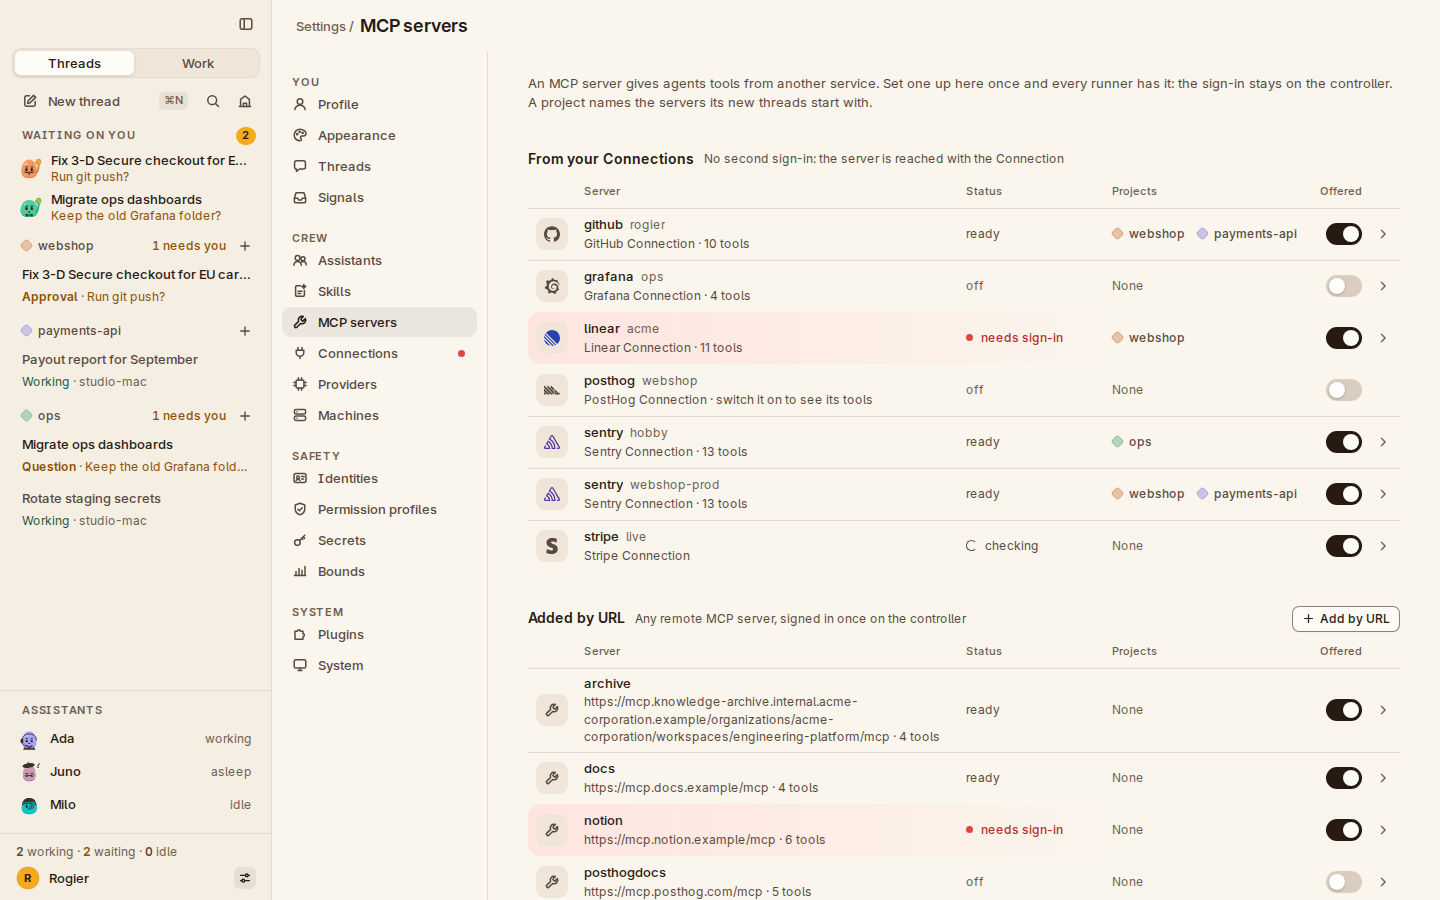 Threads
Work
New thread
⌘N
WAITING ON YOU
2
Fix 3-D Secure checkout for E...
Run git push?
Migrate ops dashboards
Keep the old Grafana folder?
webshop
1 needs you
Fix 3-D Secure checkout for EU car...
Approval · Run git push?
payments-api
Payout report for September
Working · studio-mac
ops
1 needs you
Migrate ops dashboards
Question · Keep the old Grafana fold...
Rotate staging secrets
Working · studio-mac
ASSISTANTS
Ada
working
Juno
asleep
Milo
idle
2 working · 2 waiting · 0 idle
R
Rogier
Settings / MCP servers
YOU
Profile
Appearance
Threads
Signals
CREW
Assistants
Skills
MCP servers
Connections
Providers
Machines
SAFETY
Identities
Permission profiles
Secrets
Bounds
SYSTEM
Plugins
System
An MCP server gives agents tools from another service. Set one up here once and every runner has it: the sign-in stays on the controller.
A project names the servers its new threads start with.
From your Connections
No second sign-in: the server is reached with the Connection
Server
Status
Projects
Offered
github rogier
GitHub Connection · 10 tools
ready
webshop
payments-api
grafana ops
Grafana Connection · 4 tools
off
None
linear acme
Linear Connection · 11 tools
needs sign-in
webshop
posthog webshop
PostHog Connection · switch it on to see its tools
off
None
sentry hobby
Sentry Connection · 13 tools
ready
ops
sentry webshop-prod
Sentry Connection · 13 tools
ready
webshop
payments-api
stripe live
Stripe Connection
checking
None
Added by URL
Any remote MCP server, signed in once on the controller
Add by URL
Server
Status
Projects
Offered
archive
https://mcp.knowledge-archive.internal.acme-
corporation.example/organizations/acme-
corporation/workspaces/engineering-platform/mcp · 4 tools
ready
None
docs
https://mcp.docs.example/mcp · 4 tools
ready
None
notion
https://mcp.notion.example/mcp · 6 tools
needs sign-in
None
posthogdocs
https://mcp.posthog.com/mcp · 5 tools
off
None